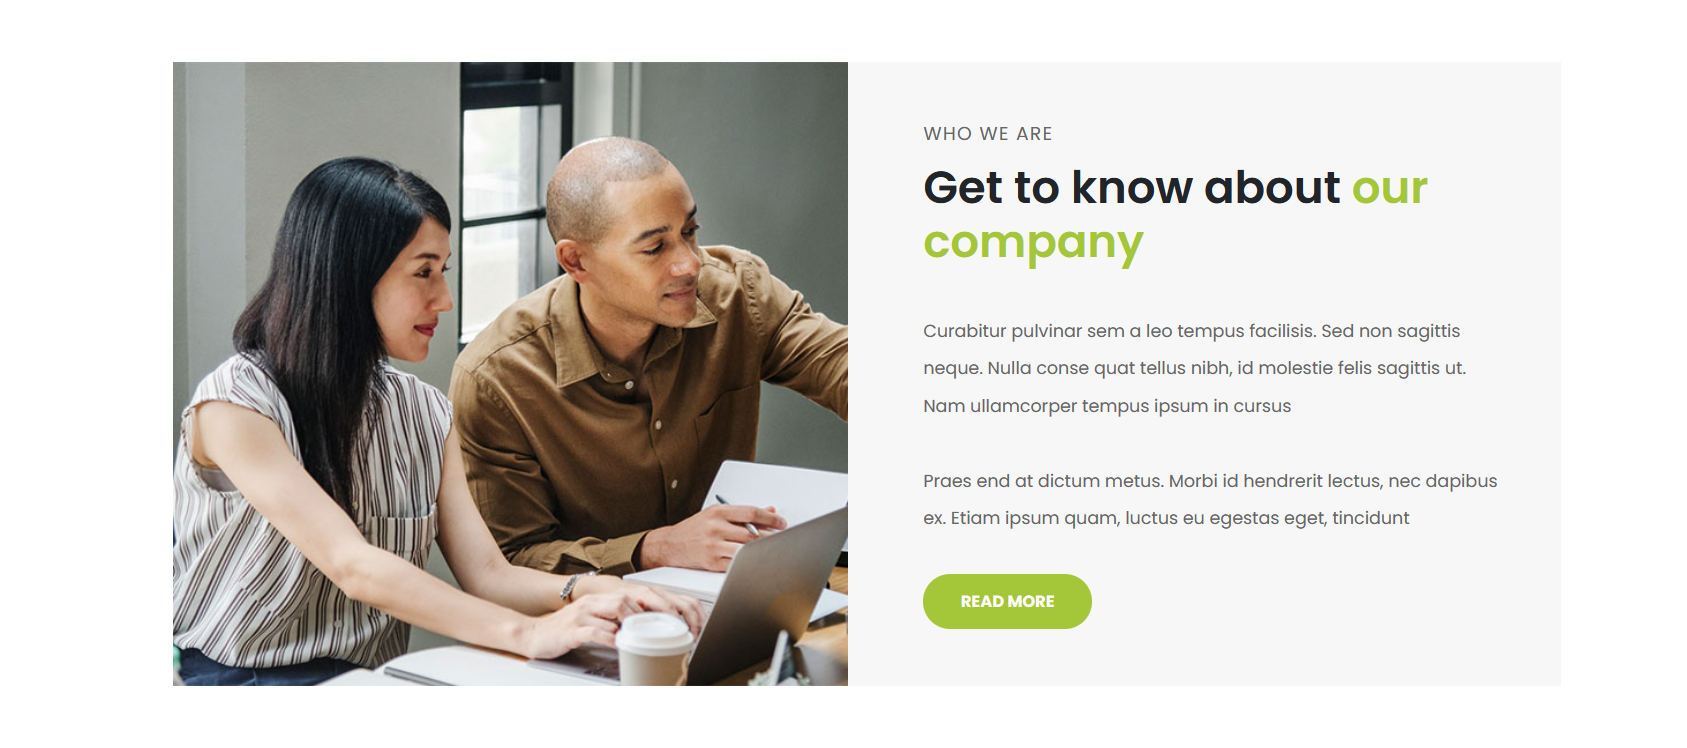 WHO WE ARE
Get to know about our
company
Curabitur pulvinar sem a leo tempus facilisis. Sed non sagittis
neque. Nulla conse quat tellus nibh, id molestie felis sagittis ut.
Nam ullamcorper tempus ipsum in cursus
Praes end at dictum metus. Morbi id hendrerit lectus, nec dapibus
ex. Etiam ipsum quam, luctus eu egestas eget, tincidunt
READ MORE